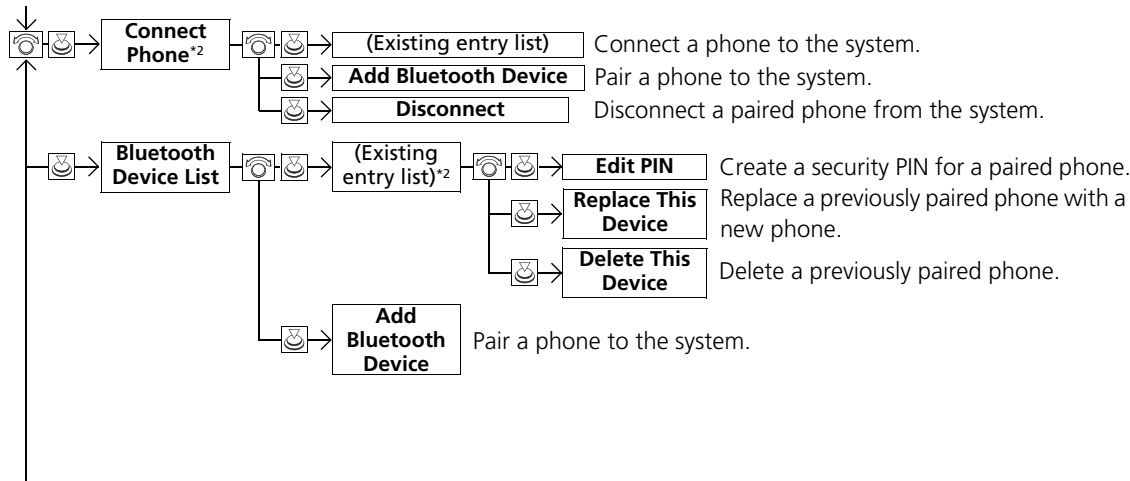 Connect
Phone*2
(Existing entry list)
Connect a phone to the system.
Add Bluetooth Device
Pair a phone to the system.
Disconnect
Disconnect a paired phone from the system.
Bluetooth
Device List
(Existing
entry list)*2
Edit PIN
Create a security PIN for a paired phone.
Replace This
Device
Replace a previously paired phone with a
new phone.
Delete This
Device
Delete a previously paired phone.
Add
Bluetooth
Device
Pair a phone to the system.